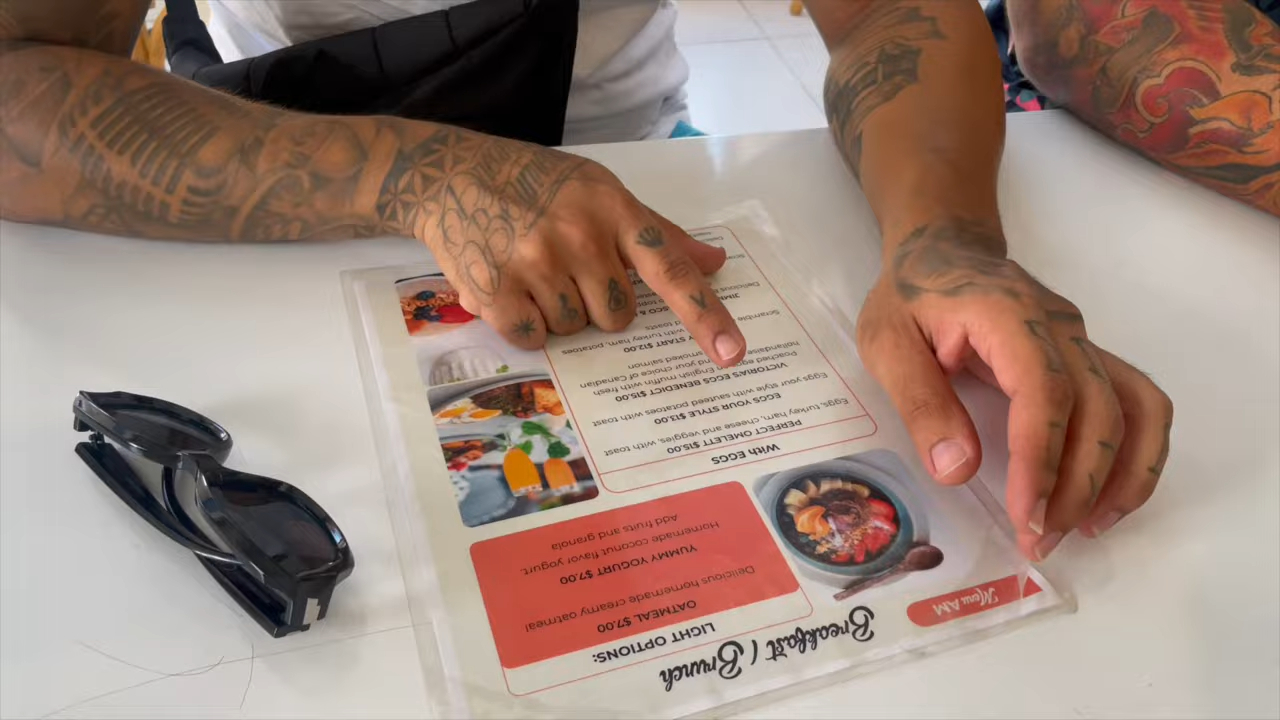 Menu AM
Breakfast / Brunch
LIGHT OPTIONS:
OATMEAL $7.00
Delicious homemade creamy oatmeal
YUMMY YOGURT $7.00
Homemade coconut flavor yogurt.
Add fruits and granola
With EGGS
PERFECT OMELETT $15.00
Eggs, turkey ham, cheese and veggies, with toast
EGGS YOUR STYLE $13.00
Eggs your style with sauteed potatoes with toast
VICTORIA'S EGGS BENEDICT $15.00
Poached eggs English muffin with fresh
hollandaise and your choice of Canadian
and smoked salmon
START $12.00
Scramble with turkey ham, potatoes
toasts
Delicious